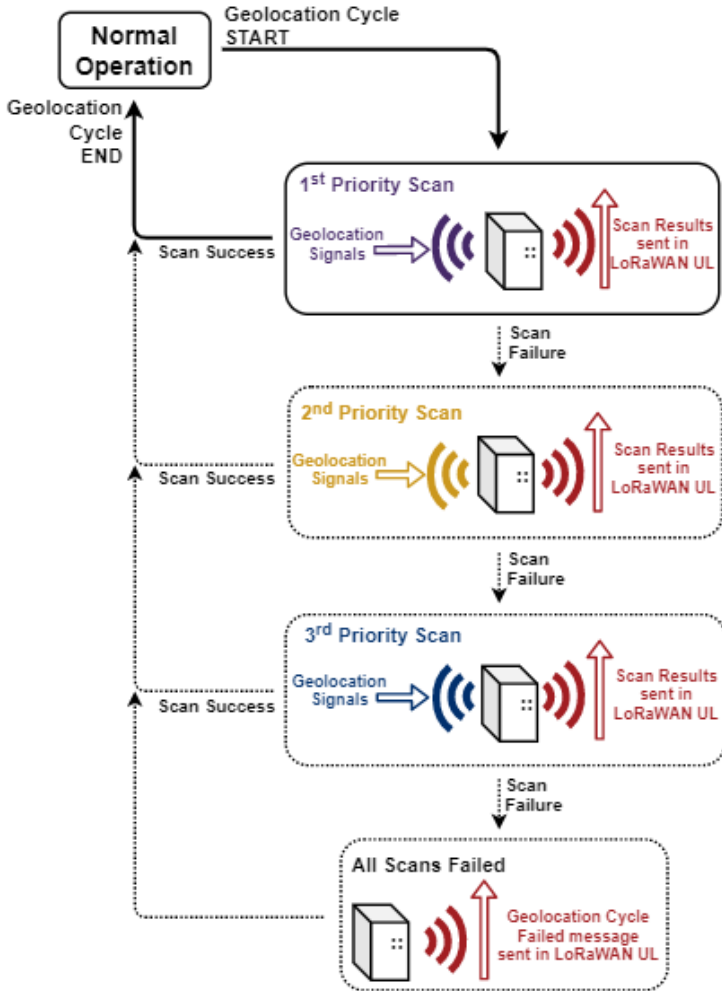 Normal
Operation
Geolocation Cycle
START
Geolocation
Cycle
END
1st Priority Scan
Geolocation
Signals
Scan Results
sent in
LoRaWAN UL
Scan Success
Scan
Failure
2nd Priority Scan
Geolocation
Signals
Scan Results
sent in
LoRaWAN UL
Scan Success
Scan
Failure
3rd Priority Scan
Geolocation
Signals
Scan Results
sent in
LoRaWAN UL
Scan Success
Scan
Failure
All Scans Failed
Geolocation Cycle
Failed message
sent in LoRaWAN UL